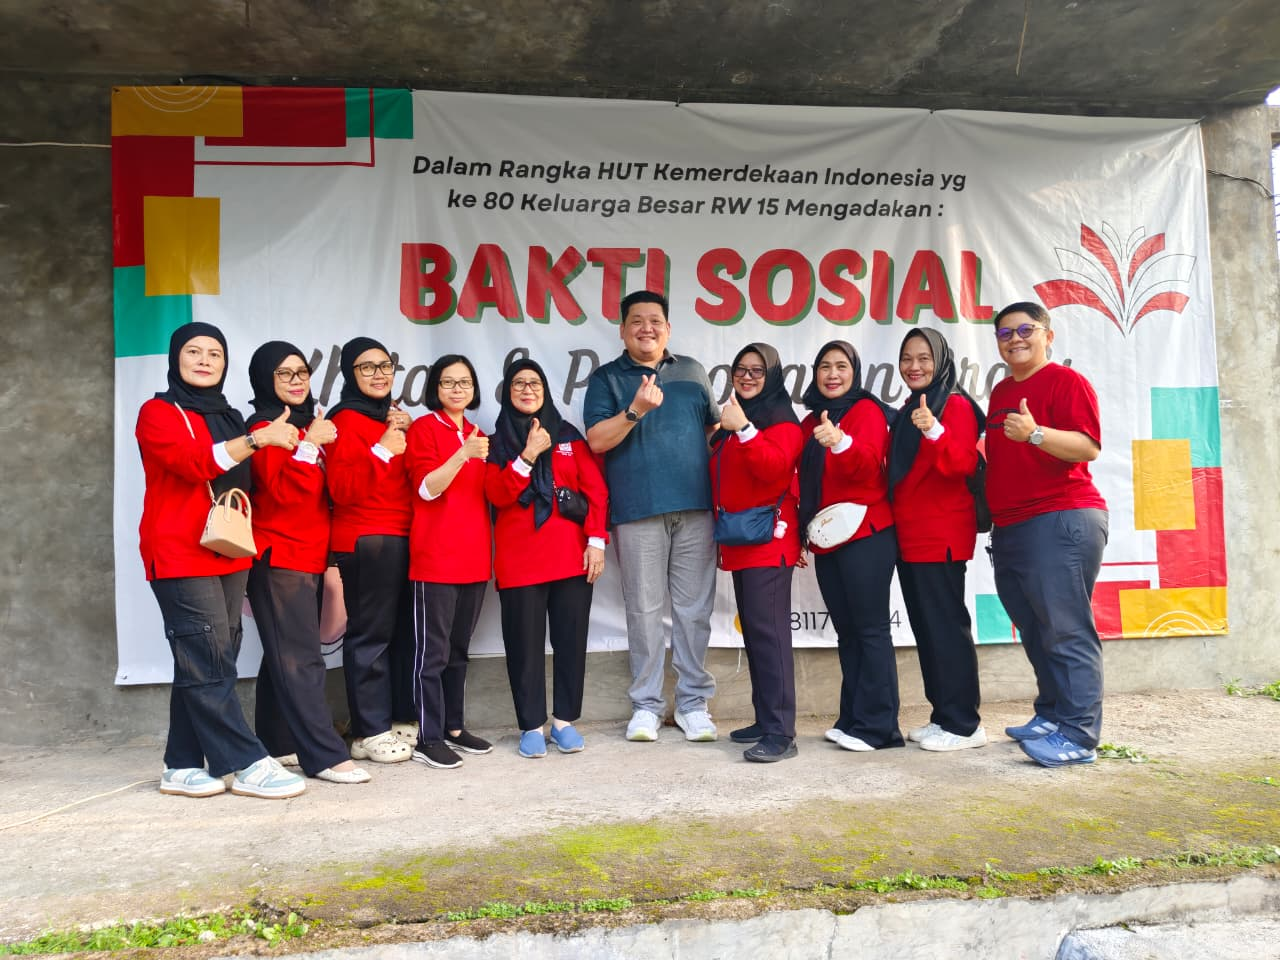 Dalam Rangka HUT Kemerdekaan Indonesia yg
ke 80 Keluarga Besar RW 15 Mengadakan :
BAKTI SOSIAL
&